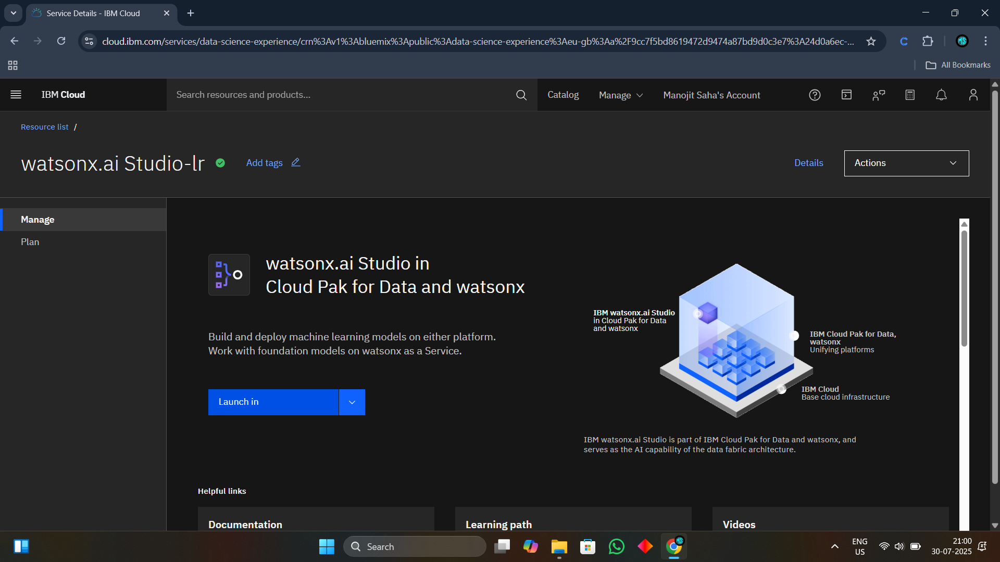 Service Details - IBM Cloud
cloud.ibm.com/services/data-science-experience/crn%3Av1%3Abluemix%3Apublic%3Adata-science-experience%3Aeu-gb%3Aa%2F9cc7f5bd8619472d9474a87bd9d0c3e7%3A24d0a6ec-...
All Bookmarks
IBM Cloud
Search resources and products...
Catalog
Manage
Manojit Saha's Account
Resource list /
watsonx.ai Studio-lr
Add tags
Details
Actions
Manage
Plan
watsonx.ai Studio in
Cloud Pak for Data and watsonx
Build and deploy machine learning models on either platform.
Work with foundation models on watsonx as a Service.
Launch in
IBM watsonx.ai Studio
in Cloud Pak for Data
and watsonx
IBM Cloud Pak for Data,
watsonx
Unifying platforms
IBM Cloud
Base cloud infrastructure
IBM watsonx.ai Studio is part of IBM Cloud Pak for Data and watsonx, and
serves as the AI capability of the data fabric architecture.
Helpful links
Documentation
Learning path
Videos
Search
ENG
US
21:00
30-07-2025